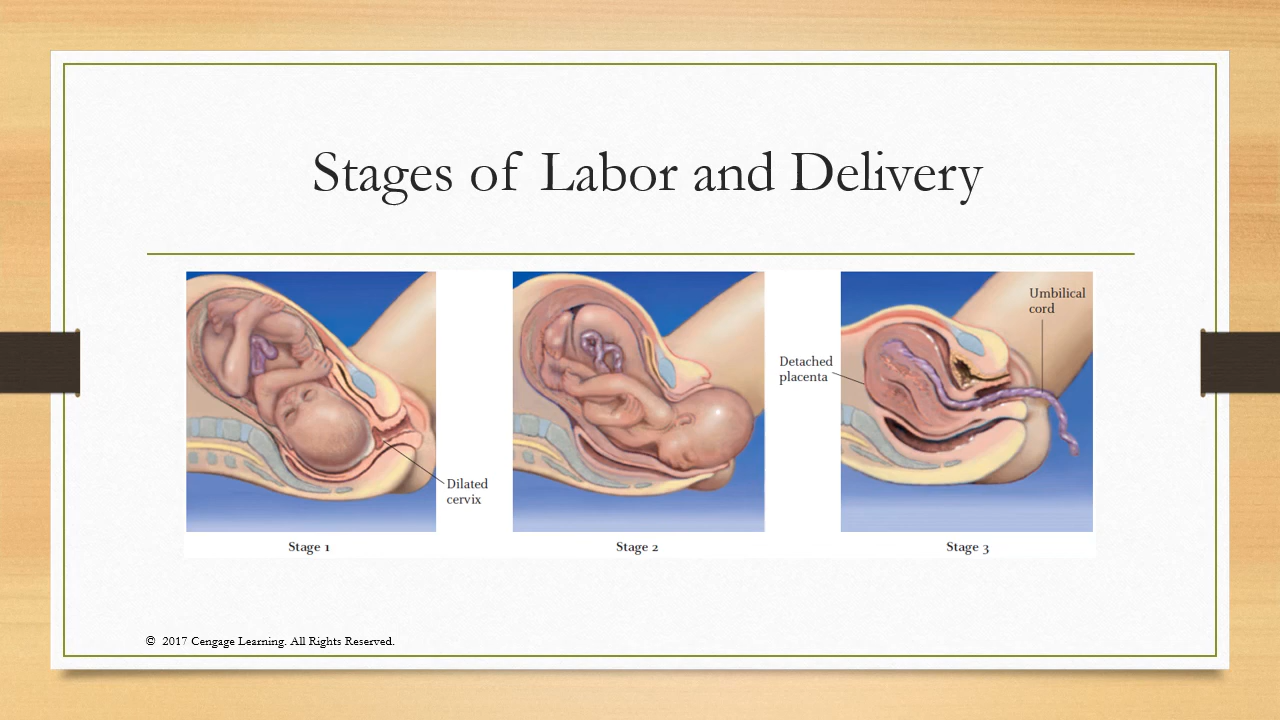 Stages of Labor and Delivery
Umbilical
cord
Detached
placenta
Dilated
cervix
Stage 1
Stage 2
Stage 3
© 2017 Cengage Learning. All Rights Reserved.